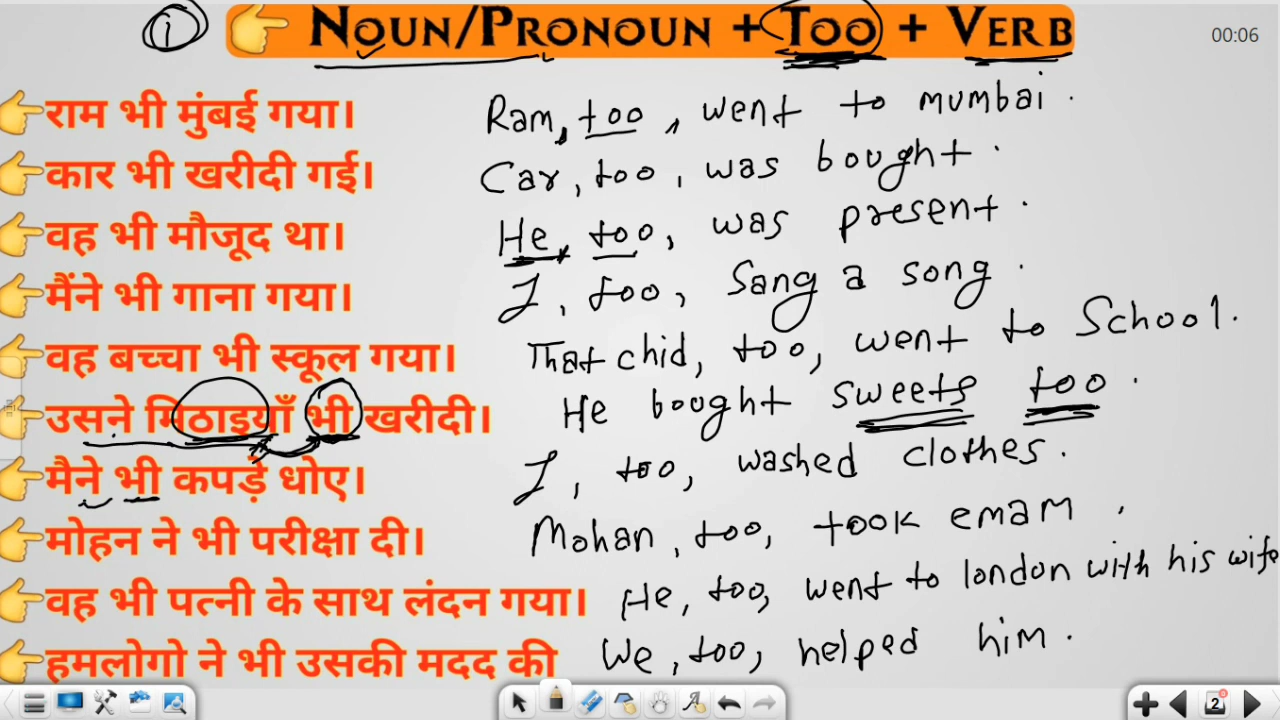 ① 👉 NOUN/PRONOUN + TOO + VERB 00:06
👉राम भी मुंबई गया। Ram, too, went to mumbai.
👉कार भी खरीदी गई। Car, too, was bought.
👉वह भी मौजूद था। He, too, was present.
👉मैंने भी गाना गया। I, too, Sang a song.
👉वह बच्चा भी स्कूल गया। That chid, too, went to School.
👉उसने मिठाइयाँ भी खरीदी। He bought sweets too.
👉मैने भी कपड़े धोए। I, too, washed clothes.
👉मोहन ने भी परीक्षा दी। Mohan, too, took emam.
👉वह भी पत्नी के साथ लंदन गया। He, too, went to london with his wife
👉हमलोगो ने भी उसकी मदद की We, too, helped him.
2